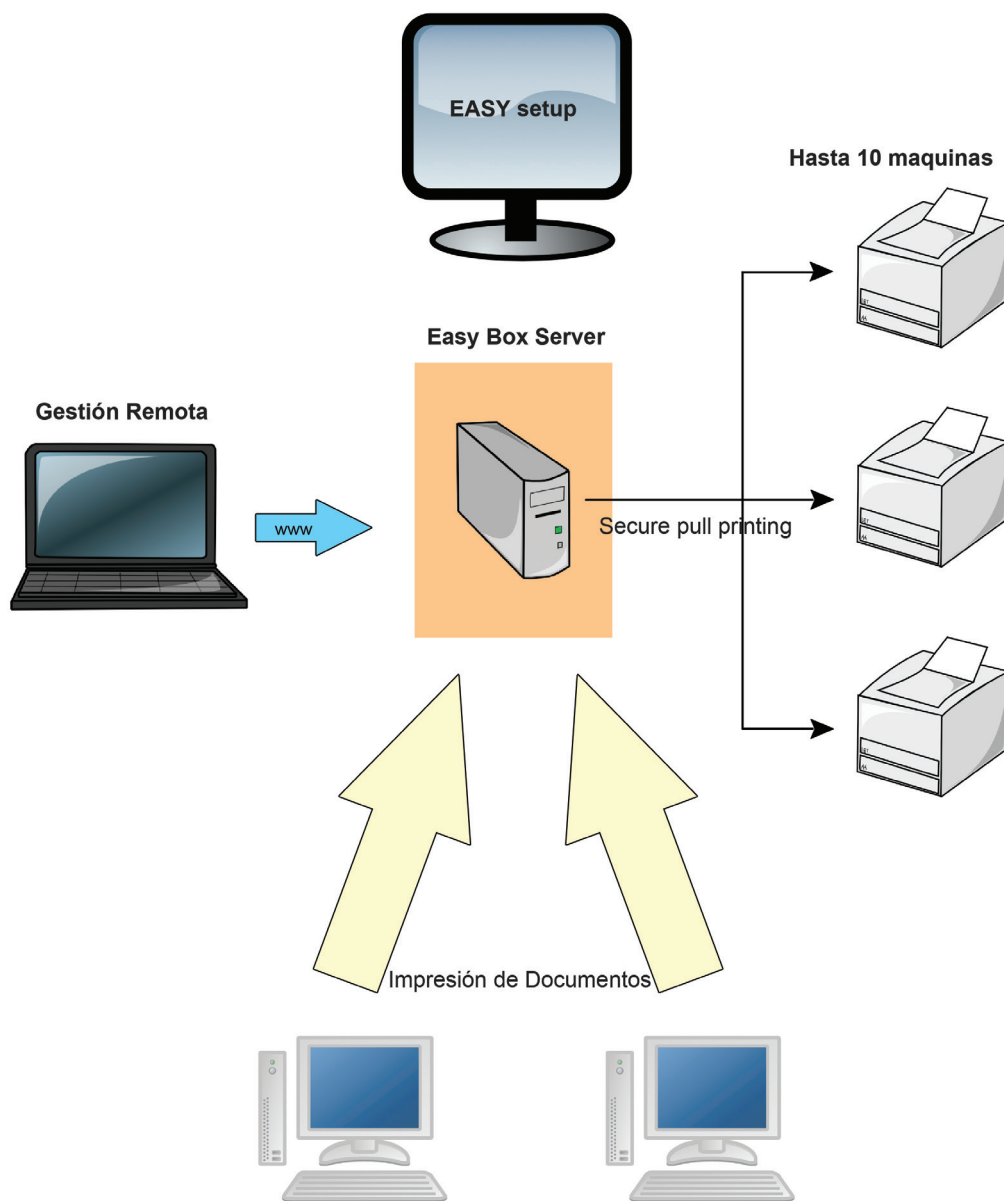 EASY setup
Hasta 10 maquinas
Easy Box Server
Gestión Remota
www
Secure pull printing
Impresión de Documentos